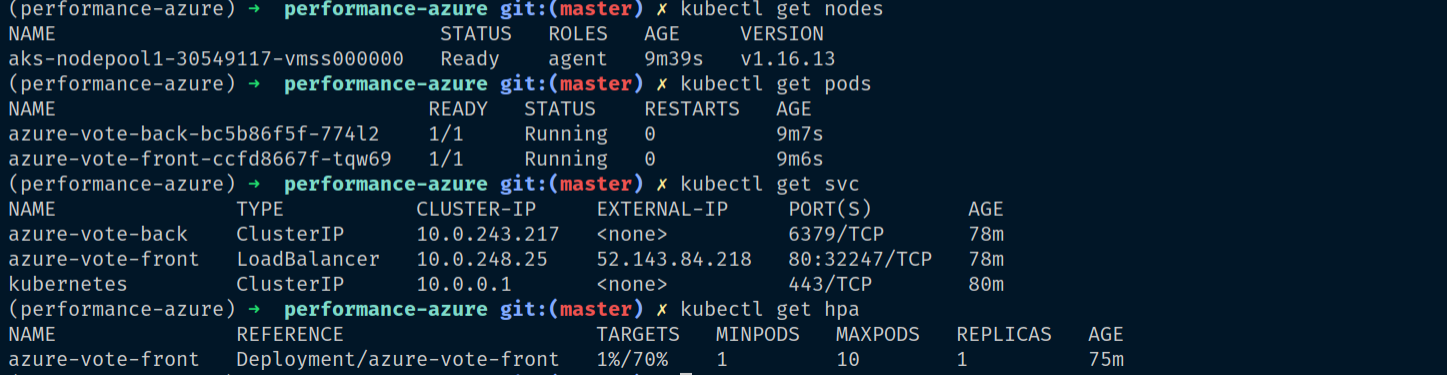 (performance-azure) ➜  performance-azure git:(master) ✗ kubectl get nodes
NAME                                STATUS   ROLES   AGE     VERSION
aks-nodepool1-30549117-vmss000000   Ready    agent   9m39s   v1.16.13
(performance-azure) ➜  performance-azure git:(master) ✗ kubectl get pods
NAME                               READY   STATUS    RESTARTS   AGE
azure-vote-back-bc5b86f5f-774l2    1/1     Running   0          9m7s
azure-vote-front-ccfd8667f-tqw69   1/1     Running   0          9m6s
(performance-azure) ➜  performance-azure git:(master) ✗ kubectl get svc
NAME               TYPE           CLUSTER-IP     EXTERNAL-IP     PORT(S)        AGE
azure-vote-back    ClusterIP      10.0.243.217   <none>          6379/TCP       78m
azure-vote-front   LoadBalancer   10.0.248.25    52.143.84.218   80:32247/TCP   78m
kubernetes         ClusterIP      10.0.0.1       <none>          443/TCP        80m
(performance-azure) ➜  performance-azure git:(master) ✗ kubectl get hpa
NAME               REFERENCE                     TARGETS   MINPODS   MAXPODS   REPLICAS   AGE
azure-vote-front   Deployment/azure-vote-front   1%/70%    1         10        1          75m